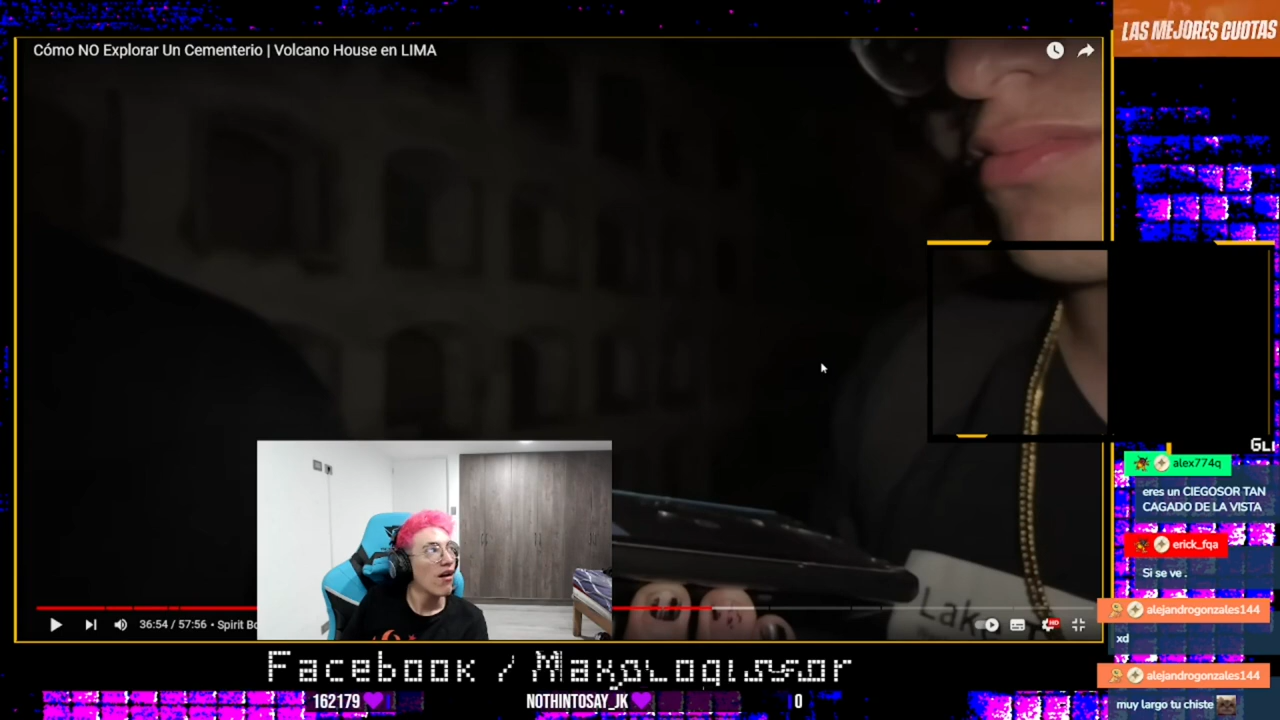 Cómo NO Explorar Un Cementerio | Volcano House en LIMA
LAS MEJORES CUOTAS
36:54 / 57:56 • Spirit Bo
HD
Lake
alex774q
eres un CIEGOSOR TAN
CAGADO DE LA VISTA
erick_fqa
Si se ve .
alejandrogonzales144
xd
alejandrogonzales144
muy largo tu chiste
Facebook /
162179
NOTHINTOSAY_JK
0